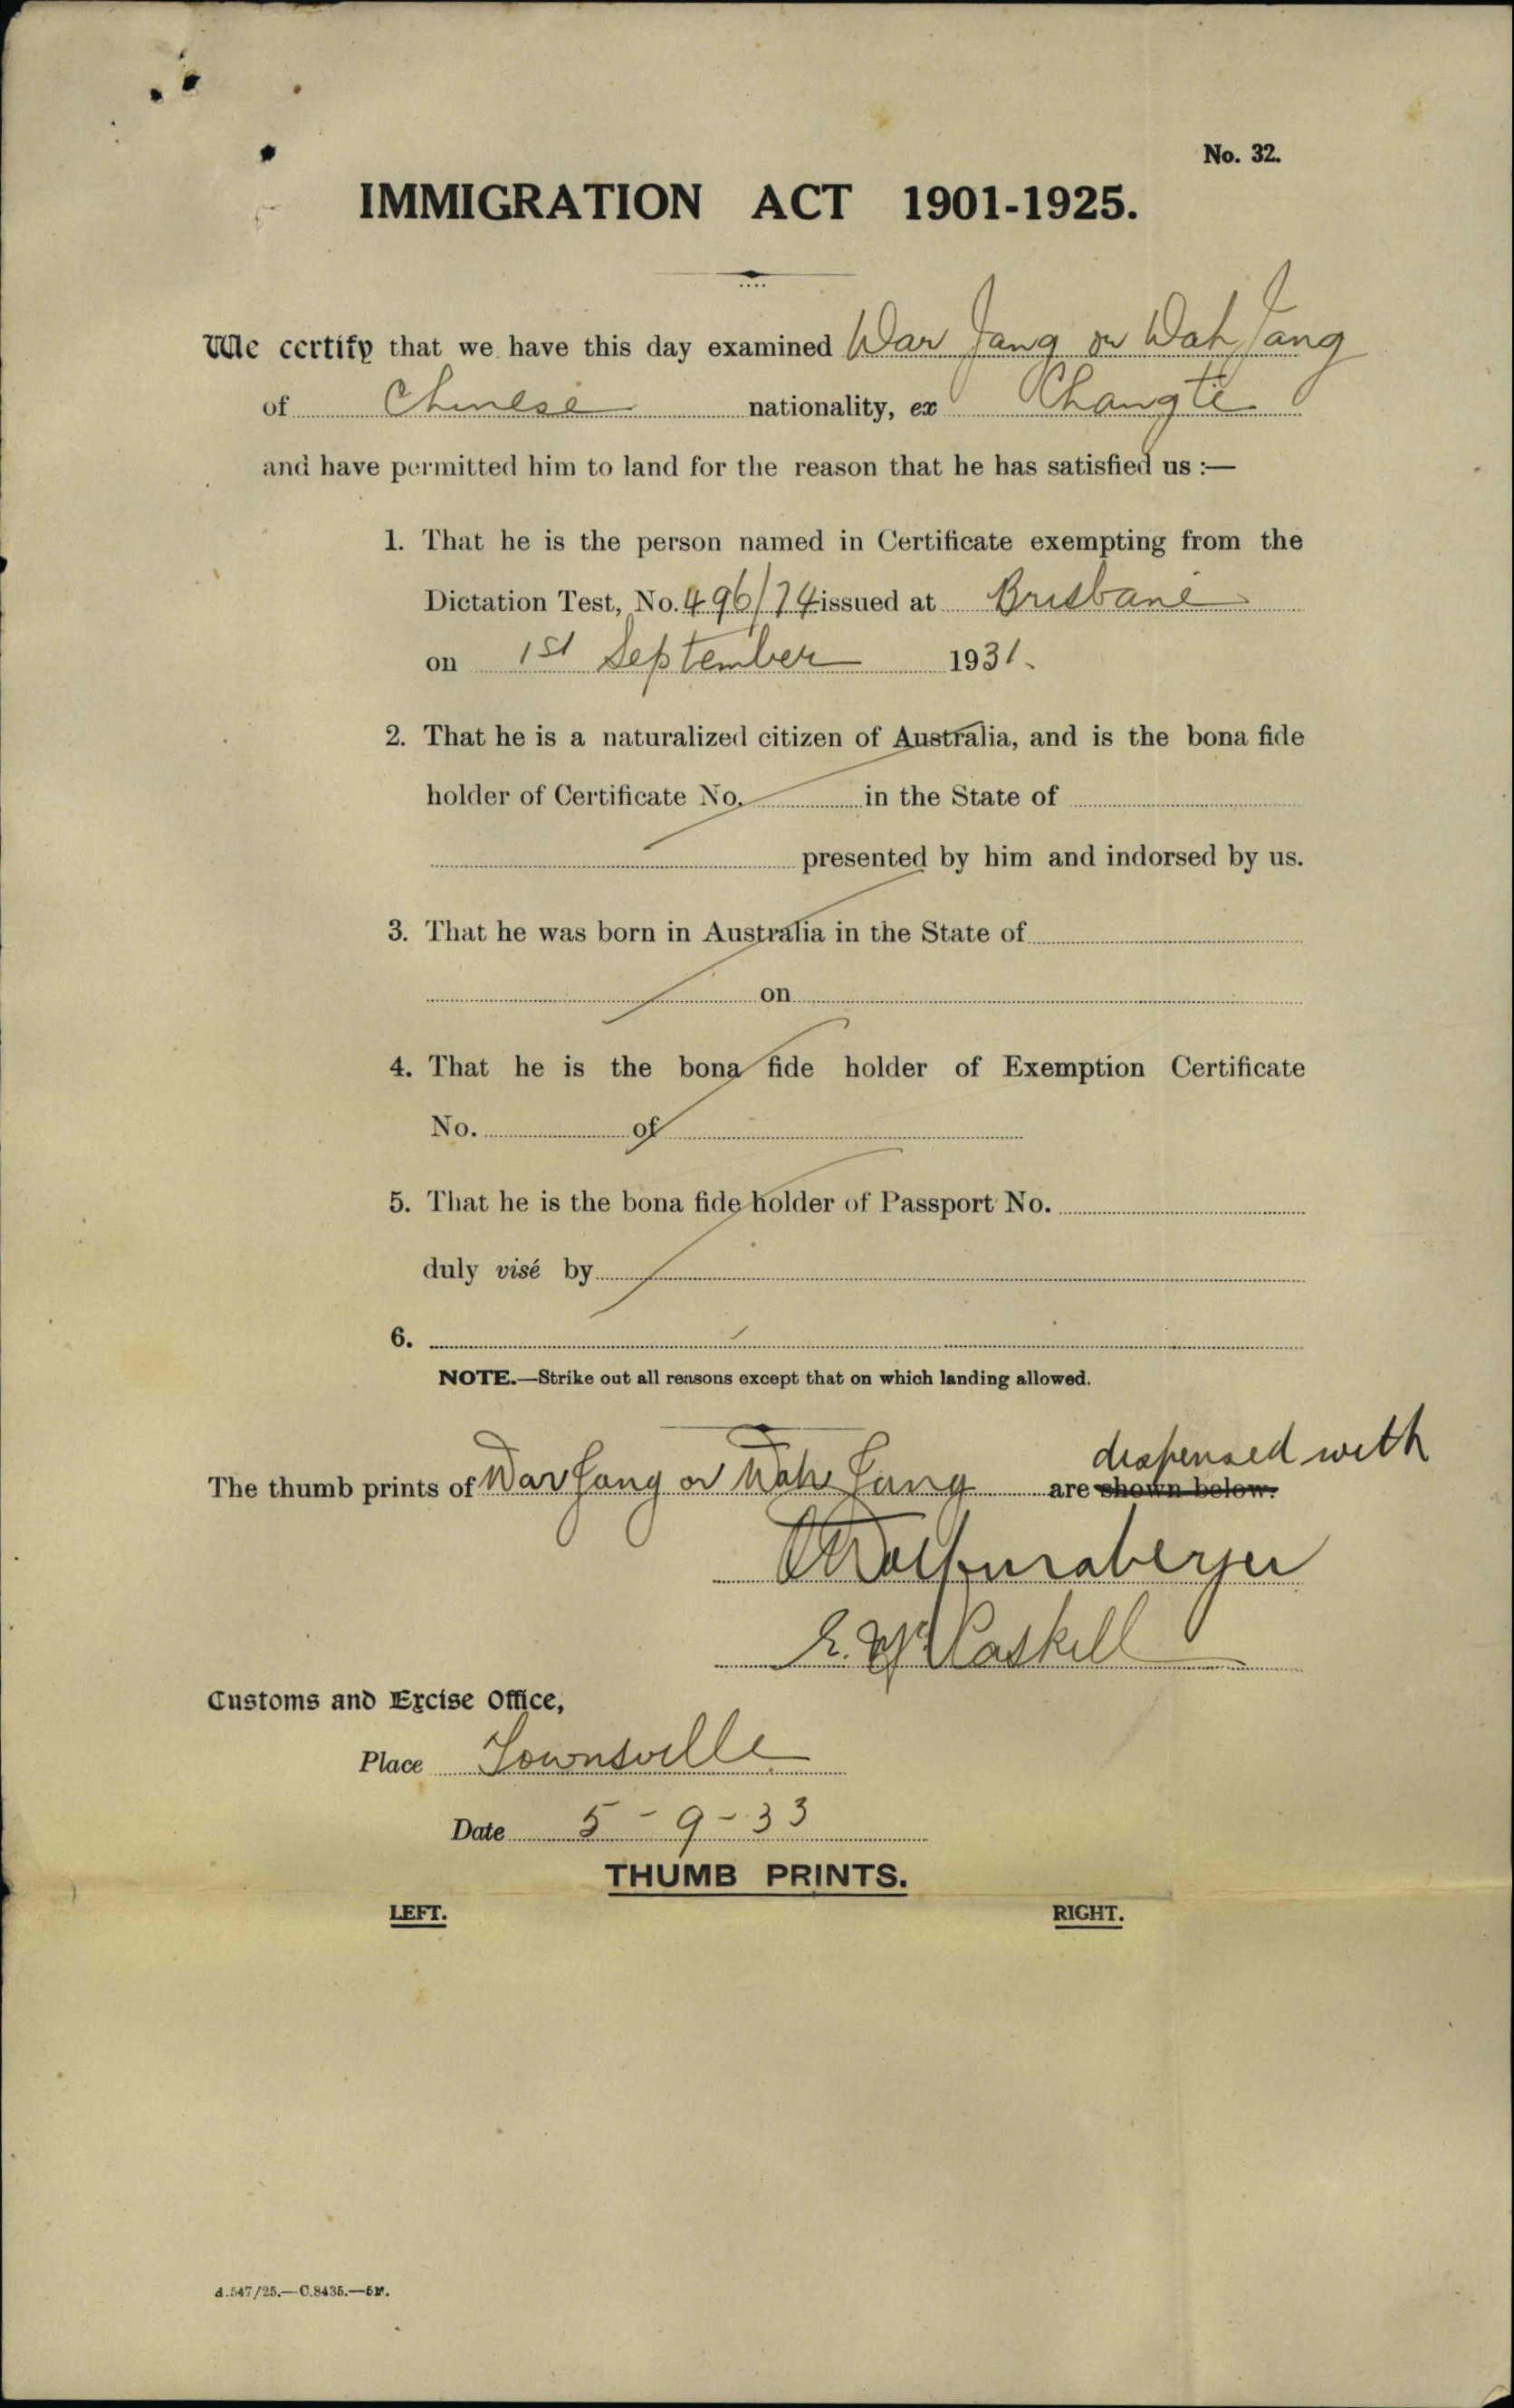 No. 32.
IMMIGRATION ACT 1901-1925.
We certify that we have this day examined War Jang or Wah Jang
of Chinese nationality, ex Changte
and have permitted him to land for the reason that he has satisfied us :—
1. That he is the person named in Certificate exempting from the
Dictation Test, No. 496/74 issued at Brisbane
on 1st September 1931.
2. That he is a naturalized citizen of Australia, and is the bona fide
holder of Certificate No. in the State of
presented by him and indorsed by us.
3. That he was born in Australia in the State of
on
4. That he is the bona fide holder of Exemption Certificate
No. of
5. That he is the bona fide holder of Passport No.
duly visé by
6.
NOTE.—Strike out all reasons except that on which landing allowed.
dispensed with
The thumb prints of War Jang or Wah Jang are shown below.
E. McCaskill
Customs and Excise Office,
Place Townsville
Date 5-9-33
THUMB PRINTS.
LEFT. RIGHT.
A.547/25.—C.8435.—5M.